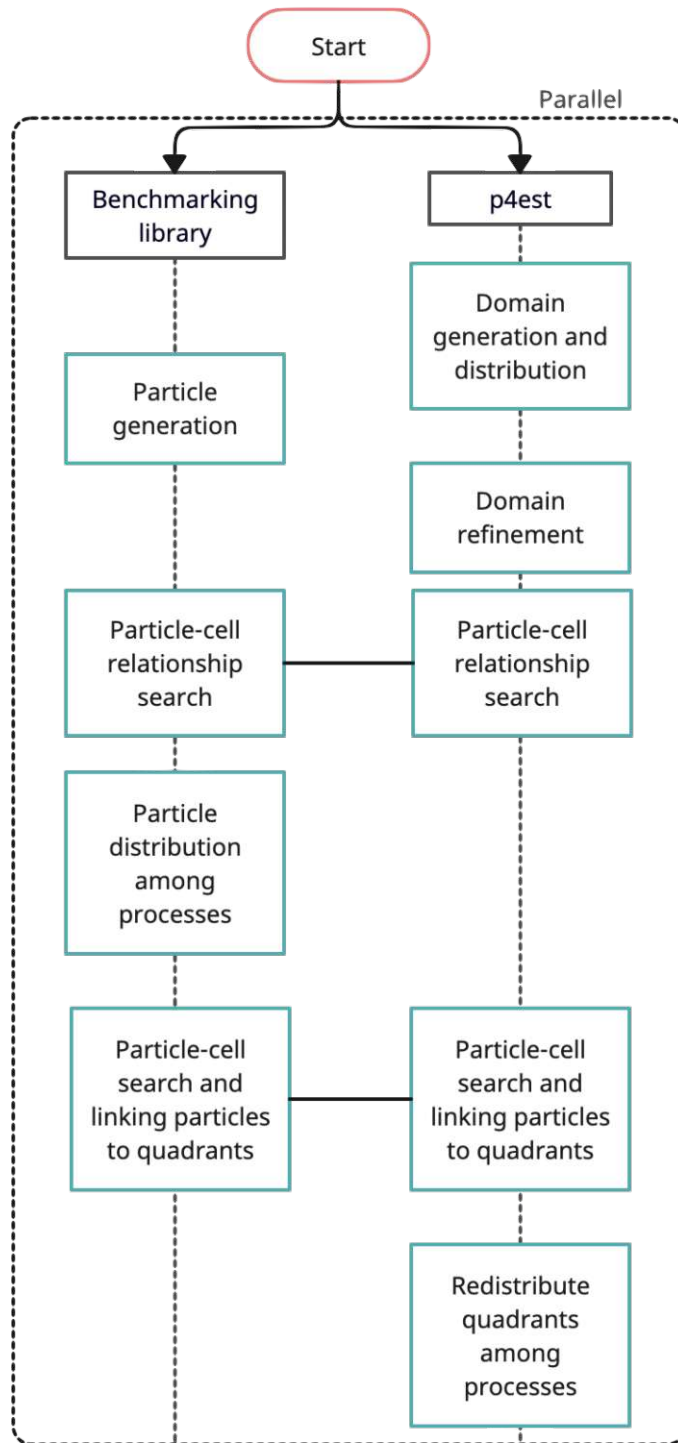 Start
Parallel
Benchmarking
library
p4est
Domain
generation and
distribution
Particle
generation
Domain
refinement
Particle-cell
relationship
search
Particle-cell
relationship
search
Particle
distribution
among
processes
Particle-cell
search and
linking particles
to quadrants
Particle-cell
search and
linking particles
to quadrants
Redistribute
quadrants
among
processes